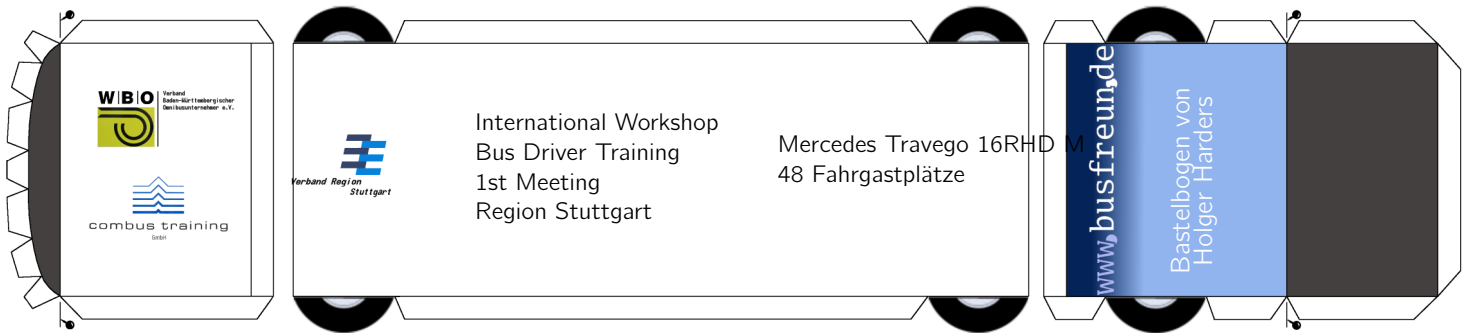 W|B|O
Verband
Baden-Württembergischer
Omnibusunternehmer e.V.
combus training
GmbH
Verband Region
Stuttgart
International Workshop
Bus Driver Training
1st Meeting
Region Stuttgart
Mercedes Travego 16RHD M
48 Fahrgastplätze
www.busfreun.de
Bastelbogen von
Holger Harders